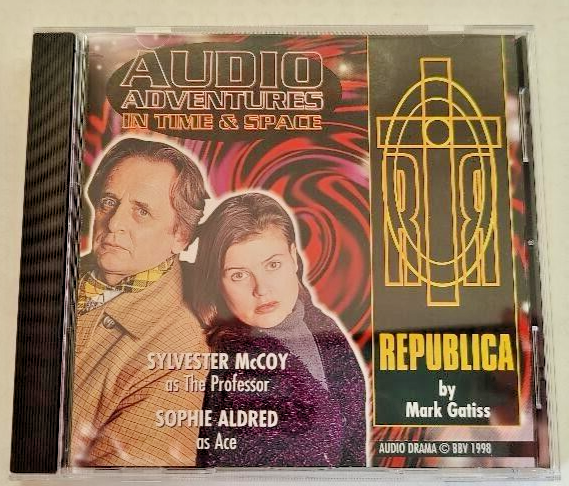 AUDIO
ADVENTURES
IN TIME & SPACE
SYLVESTER McCOY
as The Professor
SOPHIE ALDRED
as Ace
REPUBLICA
by
Mark Gatiss
AUDIO DRAMA © BBV 1998